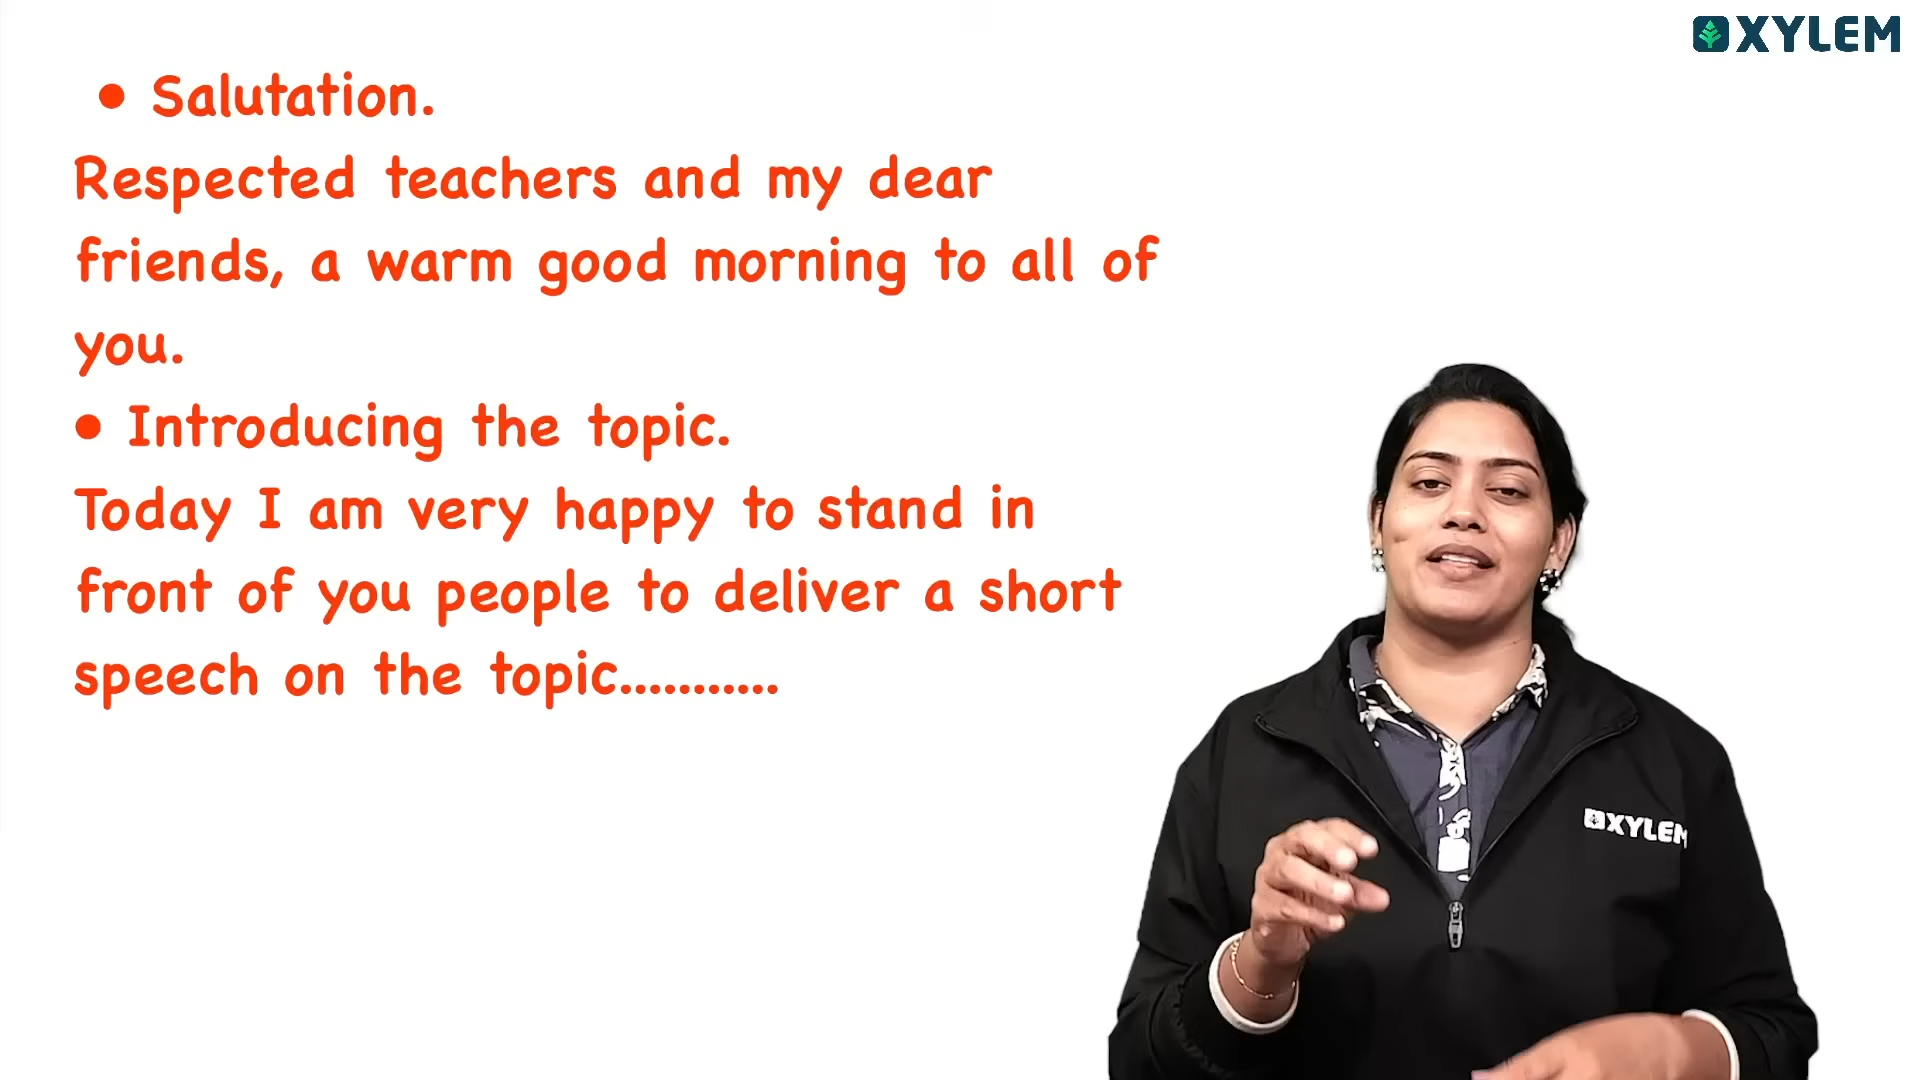 XYLEM
• Salutation.
Respected teachers and my dear
friends, a warm good morning to all of
you.
• Introducing the topic.
Today I am very happy to stand in
front of you people to deliver a short
speech on the topic...........
XYLEM